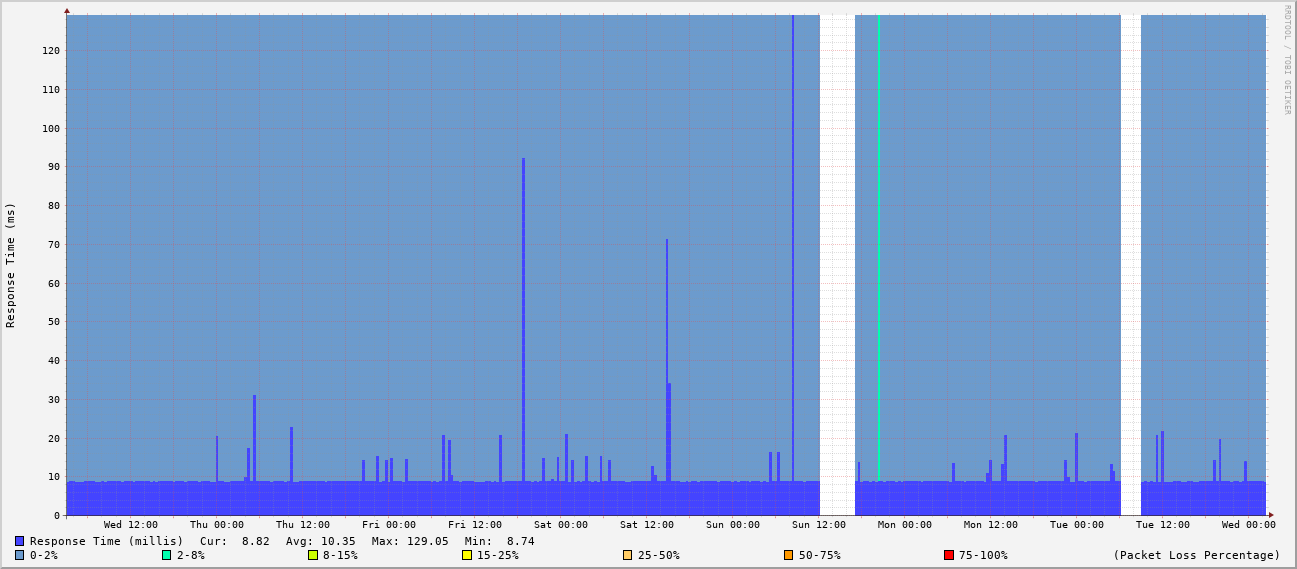 RRDTOOL / TOBI OETIKER
Response Time (ms)
120
110
100
90
80
70
60
50
40
30
20
10
0
Wed 12:00 Thu 00:00 Thu 12:00 Fri 00:00 Fri 12:00 Sat 00:00 Sat 12:00 Sun 00:00 Sun 12:00 Mon 00:00 Mon 12:00 Tue 00:00 Tue 12:00 Wed 00:00
Response Time (millis) Cur: 8.82 Avg: 10.35 Max: 129.05 Min: 8.74
0-2% 2-8% 8-15% 15-25% 25-50% 50-75% 75-100% (Packet Loss Percentage)